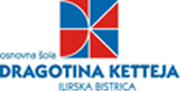 osnovna šola
DRAGOTINA KETTEJA
ILIRSKA BISTRICA